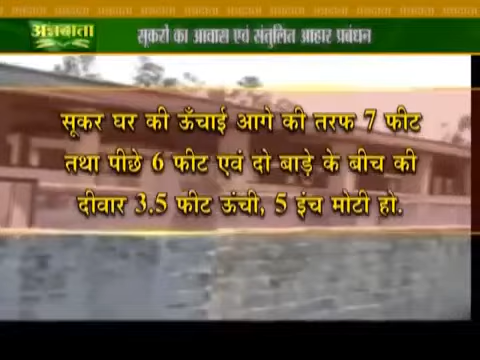 अन्नदाता
सूकरों का आवास एवं संतुलित आहार प्रबंधन
सूकर घर की ऊँचाई आगे की तरफ 7 फीट
तथा पीछे 6 फीट एवं दो बाड़े के बीच की
दीवार 3.5 फीट ऊंची, 5 इंच मोटी हो.